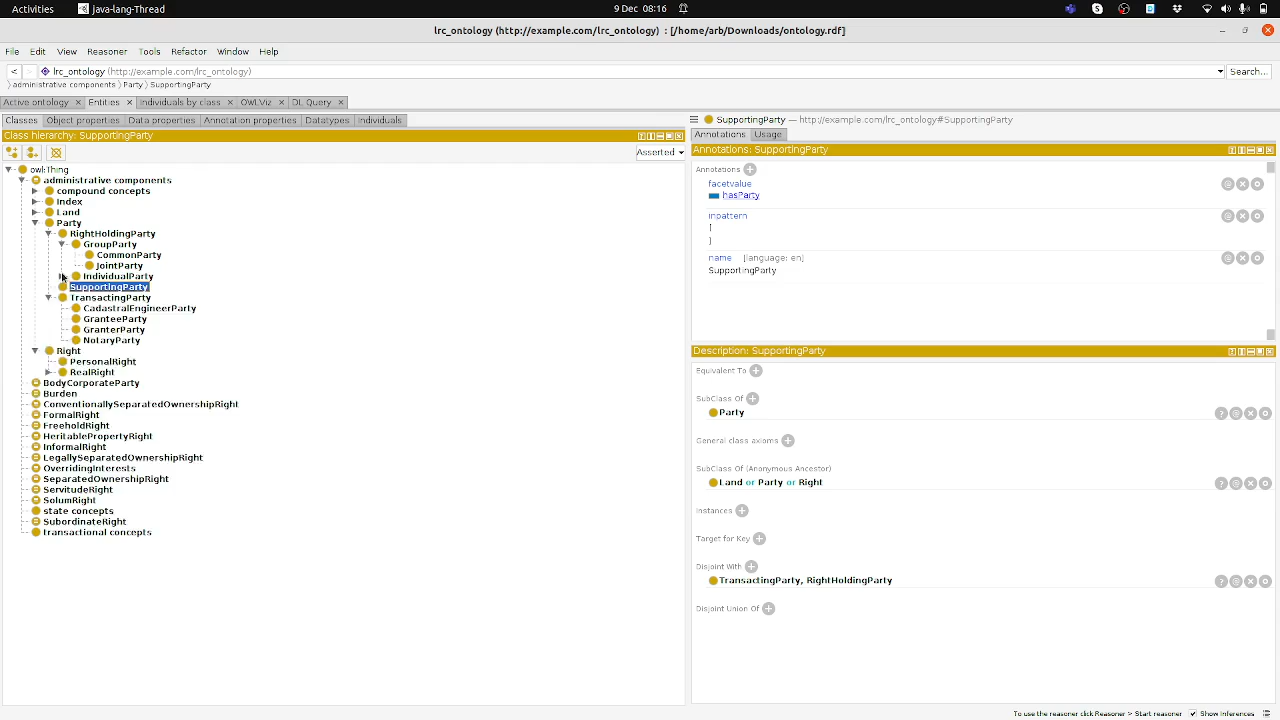 Activities java-lang-Thread 9 Dec 08:16
lrc_ontology (http://example.com/lrc_ontology) : [/home/arb/Downloads/ontology.rdf]
File Edit View Reasoner Tools Refactor Window Help
< > lrc_ontology (http://example.com/lrc_ontology) Search...
administrative components Party SupportingParty
Active ontology × Entities × Individuals by class × OWLViz × DL Query ×
Classes Object properties Data properties Annotation properties Datatypes Individuals
Class hierarchy: SupportingParty
Asserted
owl:Thing
administrative components
compound concepts
Index
Land
Party
RightHoldingParty
GroupParty
CommonParty
JointParty
IndividualParty
SupportingParty
TransactingParty
CadastralEngineerParty
GranteeParty
GranterParty
NotaryParty
Right
PersonalRight
RealRight
BodyCorporateParty
Burden
ConventionallySeparatedOwnershipRight
FormalRight
FreeholdRight
HeritablePropertyRight
InformalRight
LegallySeparatedOwnershipRight
OverridingInterests
SeparatedOwnershipRight
ServitudeRight
SolumRight
state concepts
SubordinateRight
transactional concepts
SupportingParty — http://example.com/lrc_ontology#SupportingParty
Annotations Usage
Annotations: SupportingParty
Annotations
facetvalue
hasParty
inpattern
[
]
name [language: en]
SupportingParty
Description: SupportingParty
Equivalent To
SubClass Of
Party
General class axioms
SubClass Of (Anonymous Ancestor)
Land or Party or Right
Instances
Target for Key
Disjoint With
TransactingParty, RightHoldingParty
Disjoint Union Of
To use the reasoner click Reasoner > Start reasoner Show Inferences